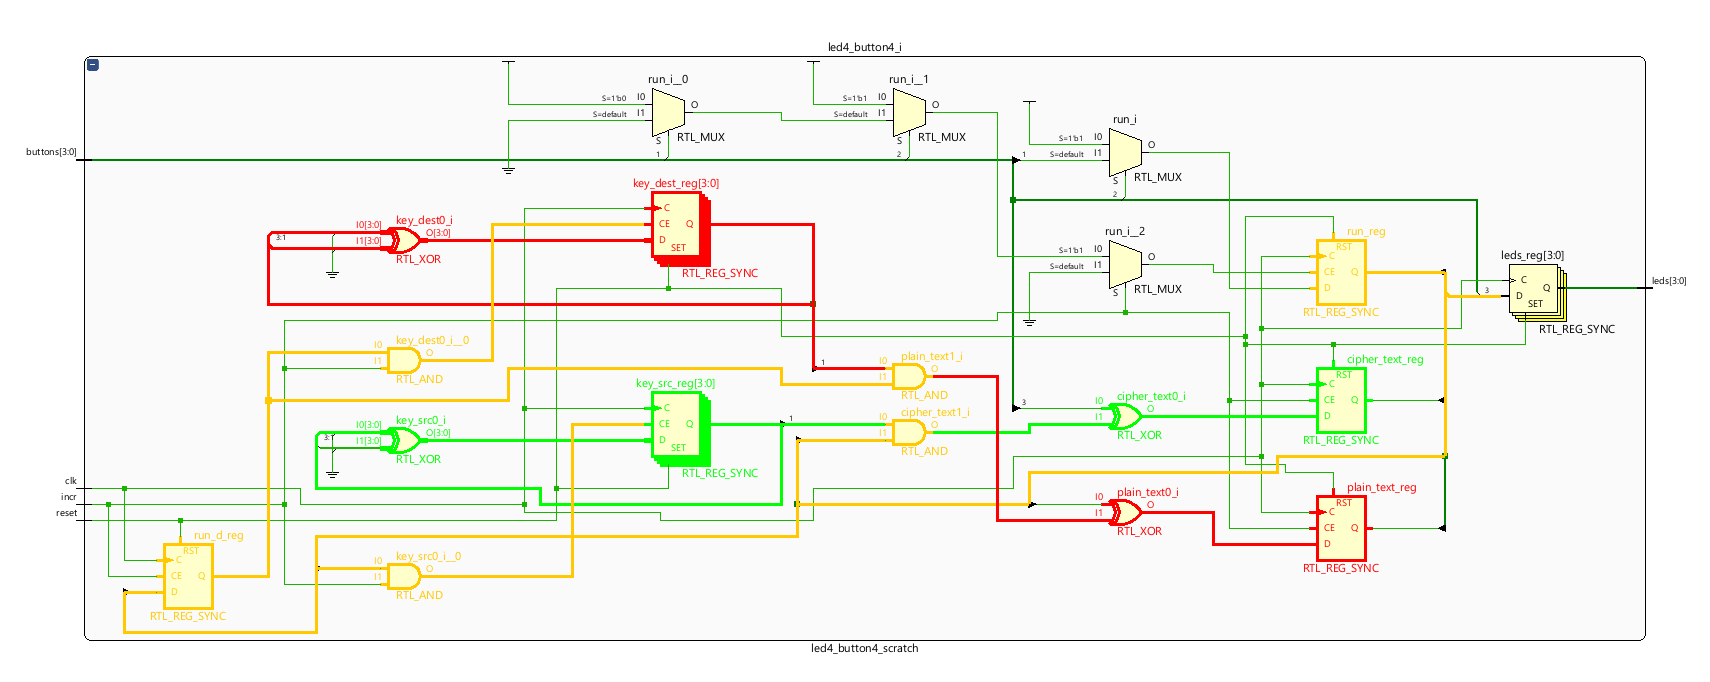 led4_button4_i
run_i__0
S=1'b0 I0
S=default I1
O
S
RTL_MUX
1
run_i__1
S=1'b1 I0
S=default I1
O
S
RTL_MUX
2
run_i
S=1'b1 I0
S=default I1
O
S
RTL_MUX
1
2
buttons[3:0]
key_dest_reg[3:0]
C
CE Q
D
SET
RTL_REG_SYNC
key_dest0_i
I0[3:0]
I1[3:0]
O[3:0]
RTL_XOR
3:1
run_i__2
S=1'b1 I0
S=default I1
O
S
RTL_MUX
run_reg
RST
C
CE Q
D
RTL_REG_SYNC
leds_reg[3:0]
C
D Q
SET
RTL_REG_SYNC
3
leds[3:0]
key_dest0_i__0
I0
I1
O
RTL_AND
plain_text1_i
I0
I1
O
RTL_AND
1
cipher_text_reg
RST
C
CE Q
D
RTL_REG_SYNC
key_src_reg[3:0]
C
CE Q
D
SET
RTL_REG_SYNC
key_src0_i
I0[3:0]
I1[3:0]
O[3:0]
RTL_XOR
cipher_text1_i
I0
I1
O
RTL_AND
1
cipher_text0_i
I0
I1
O
RTL_XOR
3
clk
incr
reset
plain_text0_i
I0
I1
O
RTL_XOR
plain_text_reg
RST
C
CE Q
D
RTL_REG_SYNC
run_d_reg
RST
C
CE Q
D
RTL_REG_SYNC
key_src0_i__0
I0
I1
O
RTL_AND
led4_button4_scratch